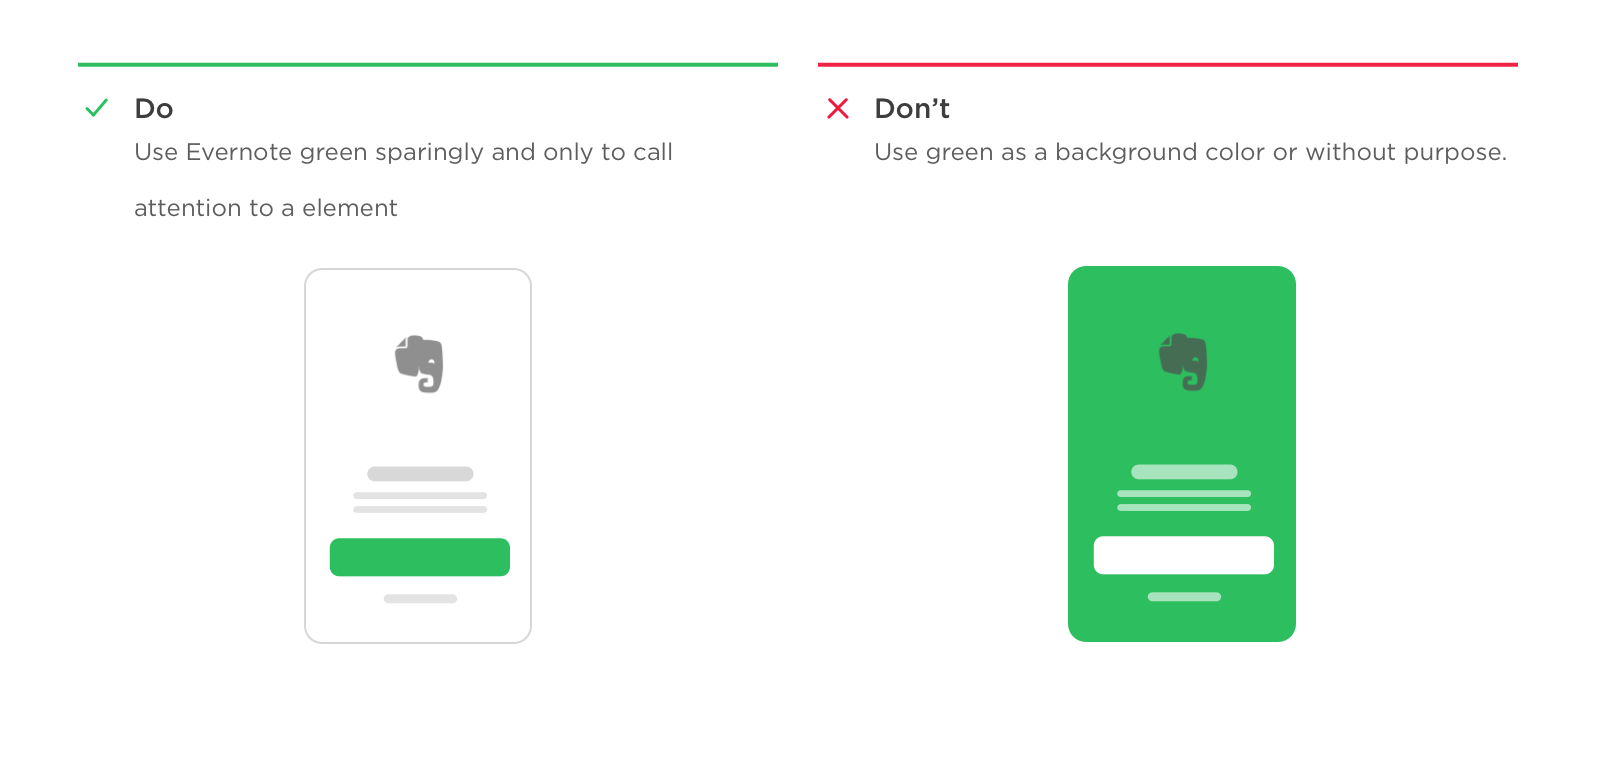 Do
Use Evernote green sparingly and only to call
attention to a element
Don’t
Use green as a background color or without purpose.